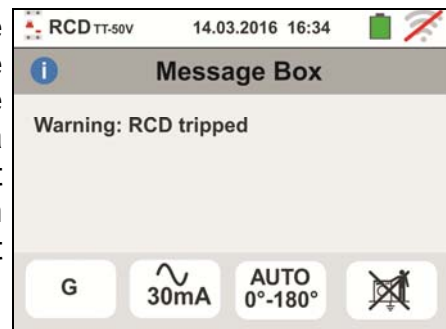 RCD TT-50V 14.03.2016 16:34
Message Box
Warning: RCD tripped
G
30mA
AUTO
0°-180°